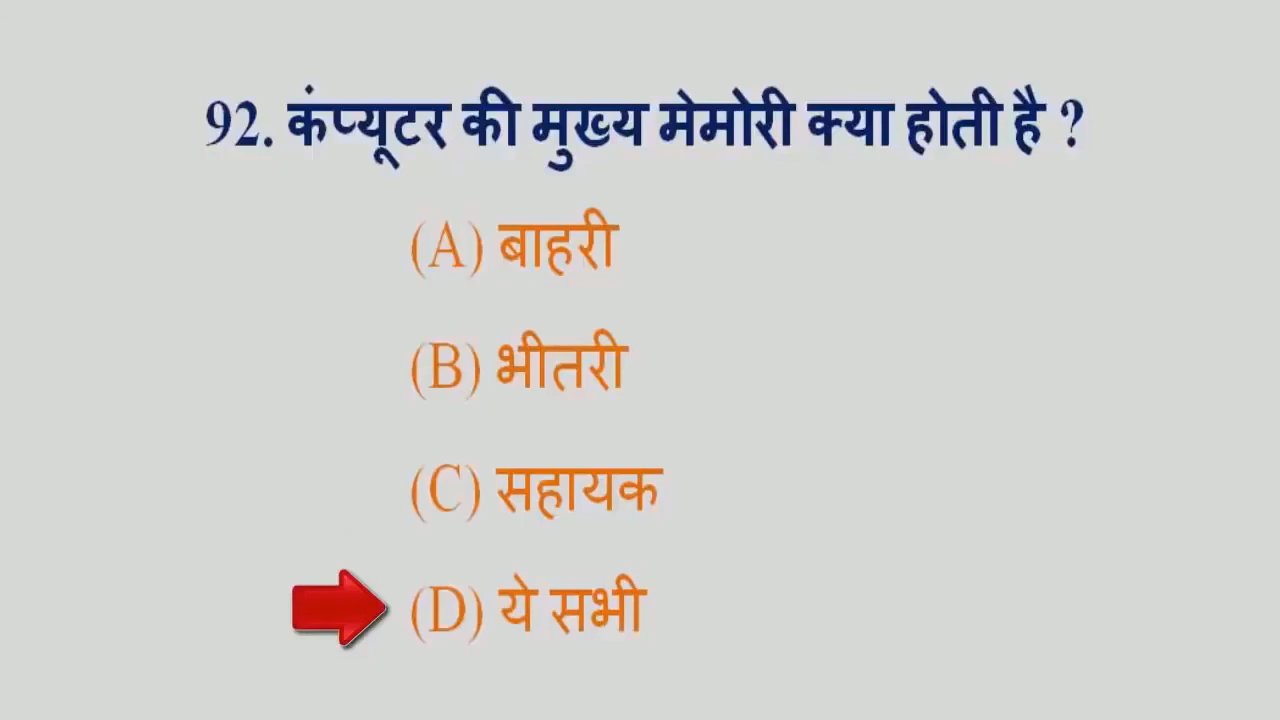 92. कंप्यूटर की मुख्य मेमोरी क्या होती है ?
(A) बाहरी
(B) भीतरी
(C) सहायक
(D) ये सभी